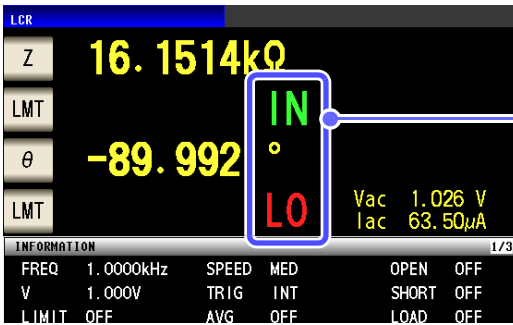 LCR
Z 16.1514kΩ
LMT IN
θ -89.992 °
LMT LO
Vac 1.026 V
Iac 63.50µA
INFORMATION 1/3
FREQ 1.0000kHz SPEED MED OPEN OFF
V 1.000V TRIG INT SHORT OFF
LIMIT OFF AVG OFF LOAD OFF